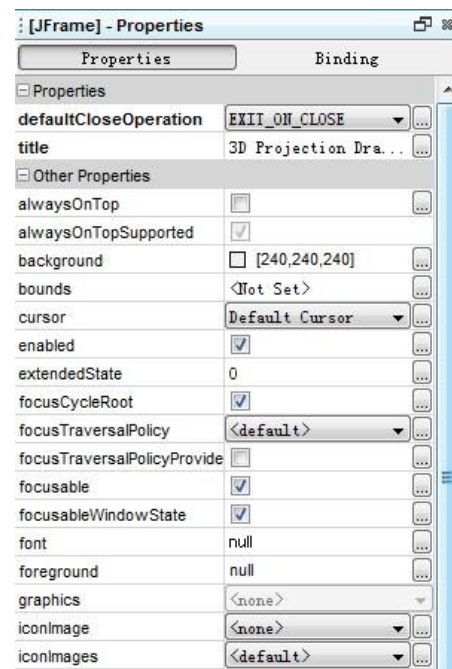 [JFrame] - Properties
Properties Binding
Properties
defaultCloseOperation EXIT_ON_CLOSE ...
title 3D Projection Dra... ...
Other Properties
alwaysOnTop ...
alwaysOnTopSupported
background [240,240,240] ...
bounds <Not Set> ...
cursor Default Cursor ...
enabled ...
extendedState 0 ...
focusCycleRoot ...
focusTraversalPolicy <default> ...
focusTraversalPolicyProvide ...
focusable ...
focusableWindowState ...
font null ...
foreground null ...
graphics <none>
iconImage <none> ...
iconImages <default> ...